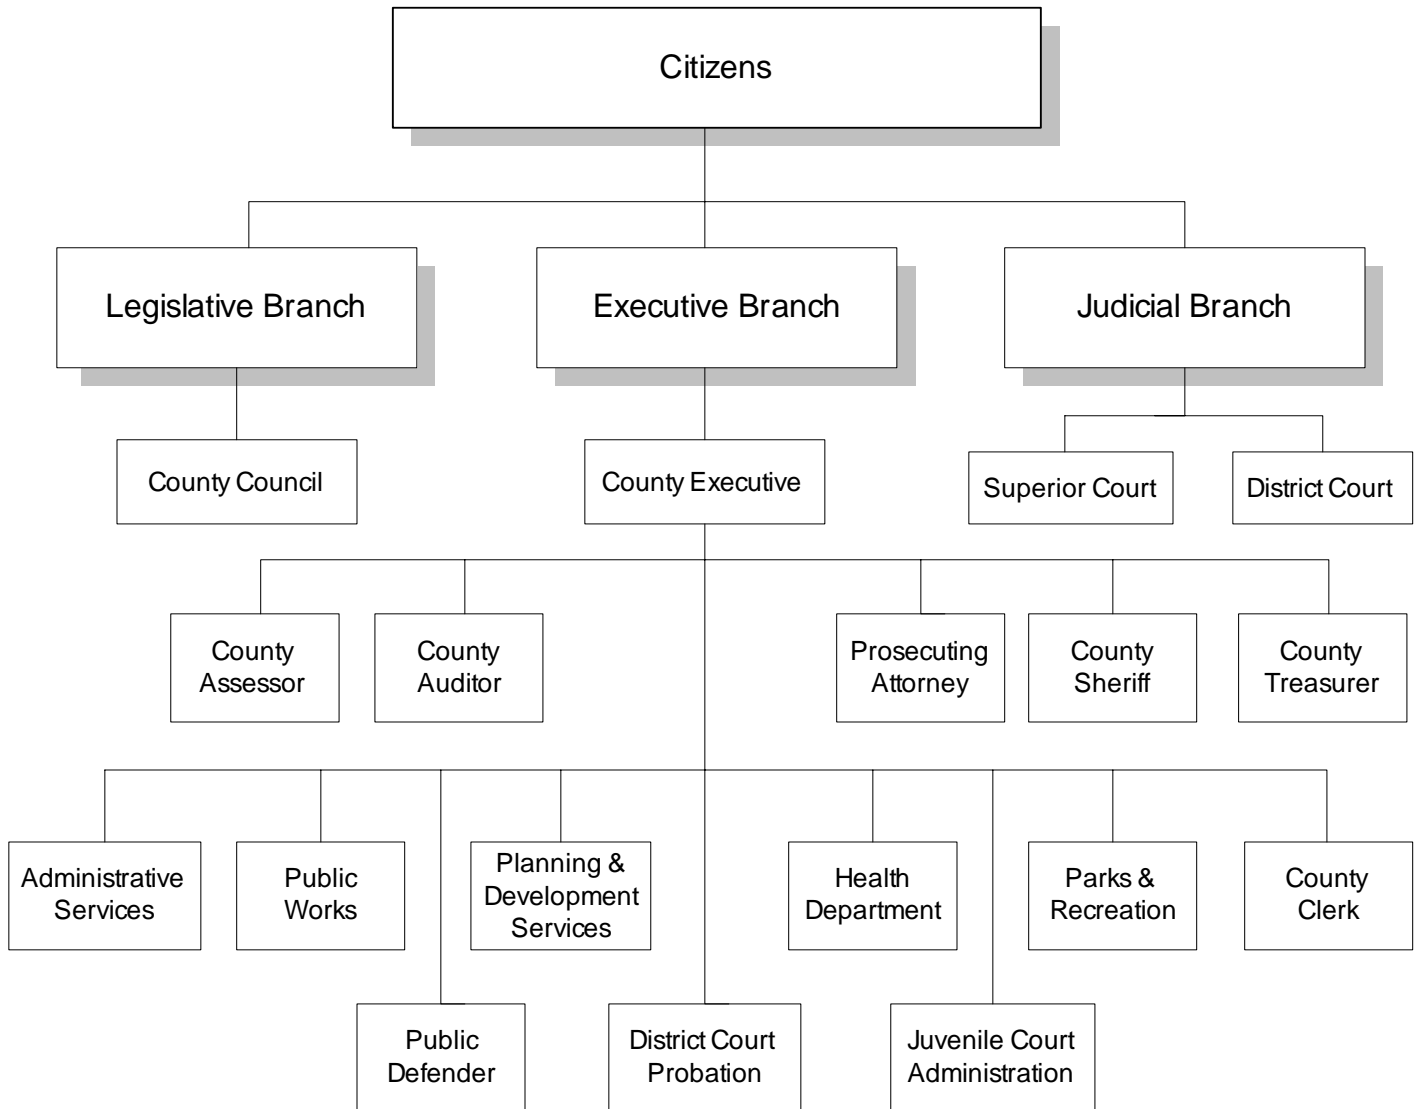 Citizens
Legislative Branch
Executive Branch
Judicial Branch
County Council
County Executive
Superior Court
District Court
County
Assessor
County
Auditor
Prosecuting
Attorney
County
Sheriff
County
Treasurer
Administrative
Services
Public
Works
Planning &
Development
Services
Health
Department
Parks &
Recreation
County
Clerk
Public
Defender
District Court
Probation
Juvenile Court
Administration